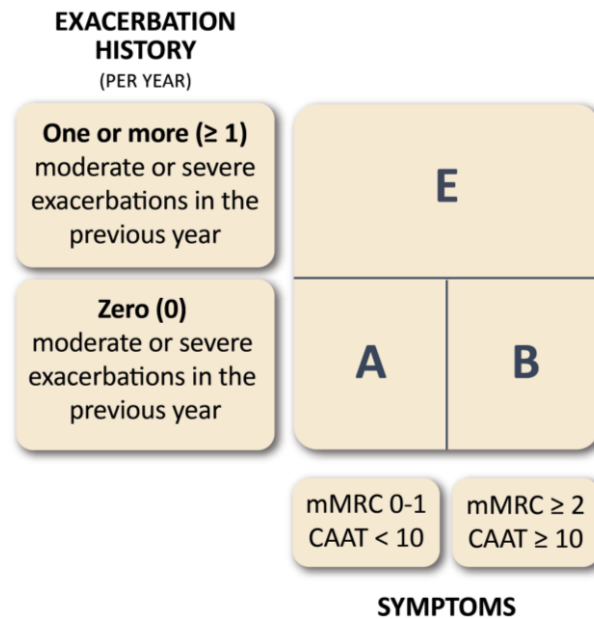 EXACERBATION
HISTORY
(PER YEAR)
One or more (≥ 1)
moderate or severe
exacerbations in the
previous year
E
Zero (0)
moderate or severe
exacerbations in the
previous year
A
B
mMRC 0-1
CAAT < 10
mMRC ≥ 2
CAAT ≥ 10
SYMPTOMS